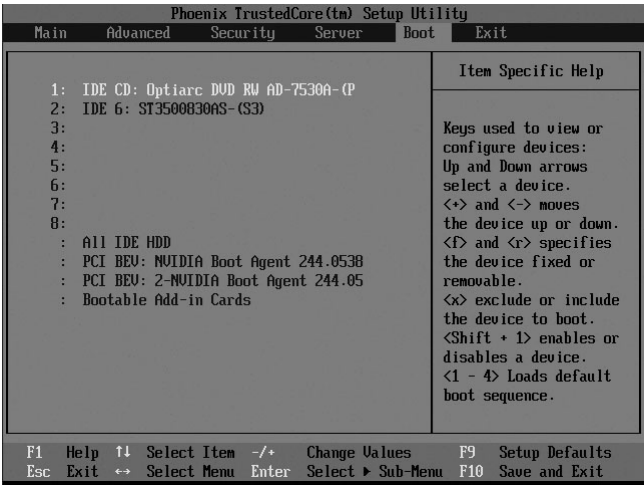 Phoenix TrustedCore(tm) Setup Utility
Main Advanced Security Server Boot Exit
Item Specific Help
1: IDE CD: Optiarc DVD RW AD-7530A-(P
2: IDE 6: ST3500830AS-(S3)
3:
4:
5:
6:
7:
8:
: All IDE HDD
: PCI BEV: NVIDIA Boot Agent 244.0538
: PCI BEV: 2-NVIDIA Boot Agent 244.05
: Bootable Add-in Cards
Keys used to view or
configure devices:
Up and Down arrows
select a device.
<+> and <-> moves
the device up or down.
<f> and <r> specifies
the device fixed or
removable.
<x> exclude or include
the device to boot.
<Shift + 1> enables or
disables a device.
<1 - 4> Loads default
boot sequence.
F1 Help ↑↓ Select Item -/+ Change Values F9 Setup Defaults
Esc Exit ↔ Select Menu Enter Select ▶ Sub-Menu F10 Save and Exit